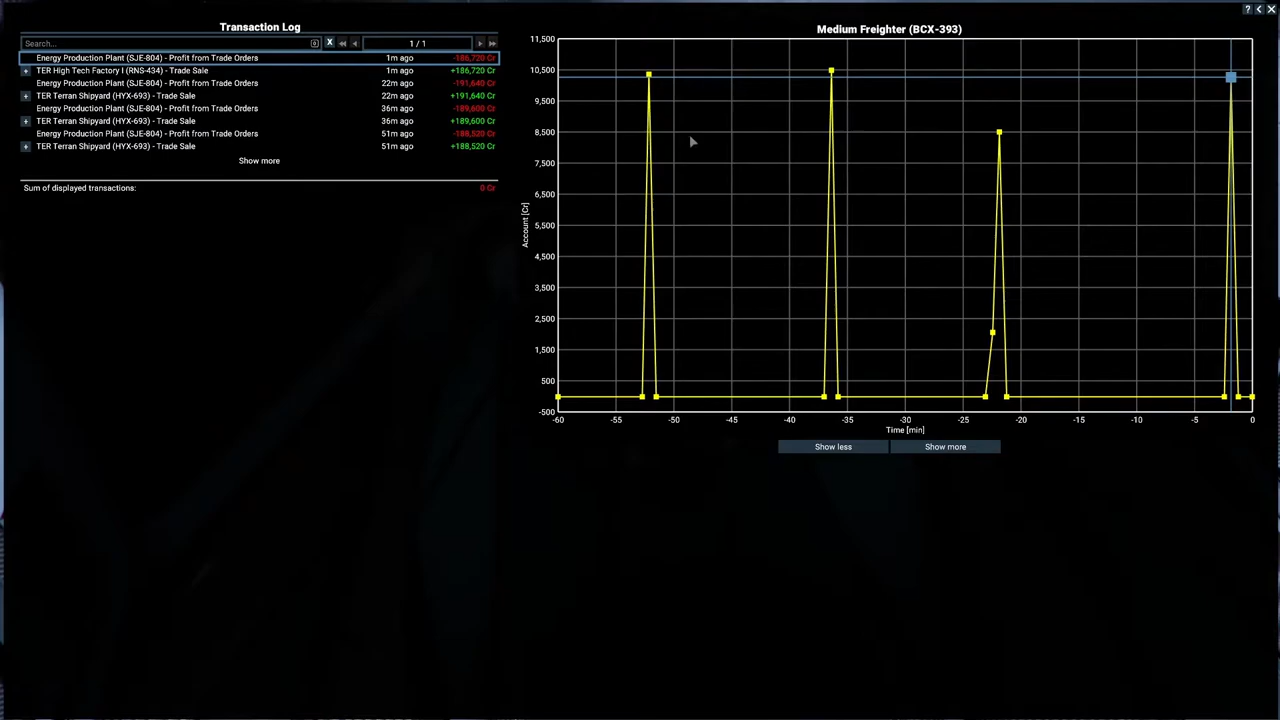 Transaction Log
Search...
1 / 1
Energy Production Plant (SJE-804) - Profit from Trade Orders 1m ago -186,720 Cr
+ TER High Tech Factory I (RNS-434) - Trade Sale 1m ago +186,720 Cr
Energy Production Plant (SJE-804) - Profit from Trade Orders 22m ago -191,640 Cr
+ TER Terran Shipyard (HYX-693) - Trade Sale 22m ago +191,640 Cr
Energy Production Plant (SJE-804) - Profit from Trade Orders 36m ago -189,600 Cr
+ TER Terran Shipyard (HYX-693) - Trade Sale 36m ago +189,600 Cr
Energy Production Plant (SJE-804) - Profit from Trade Orders 51m ago -188,520 Cr
+ TER Terran Shipyard (HYX-693) - Trade Sale 51m ago +188,520 Cr
Show more
Sum of displayed transactions: 0 Cr
Medium Freighter (BCX-393)
11,500
10,500
9,500
8,500
7,500
6,500
5,500
4,500
3,500
2,500
1,500
500
-500
Account [Cr]
-60 -55 -50 -45 -40 -35 -30 -25 -20 -15 -10 -5 0
Time [min]
Show less
Show more